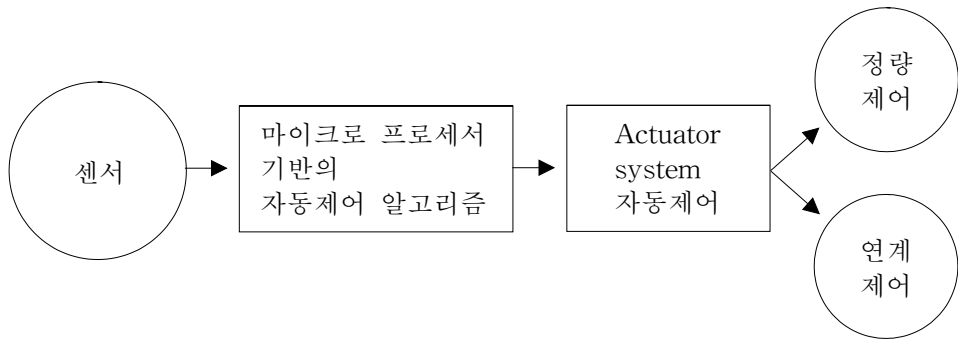 센서
마이크로 프로세서
기반의
자동제어 알고리즘
Actuator
system
자동제어
정량
제어
연계
제어